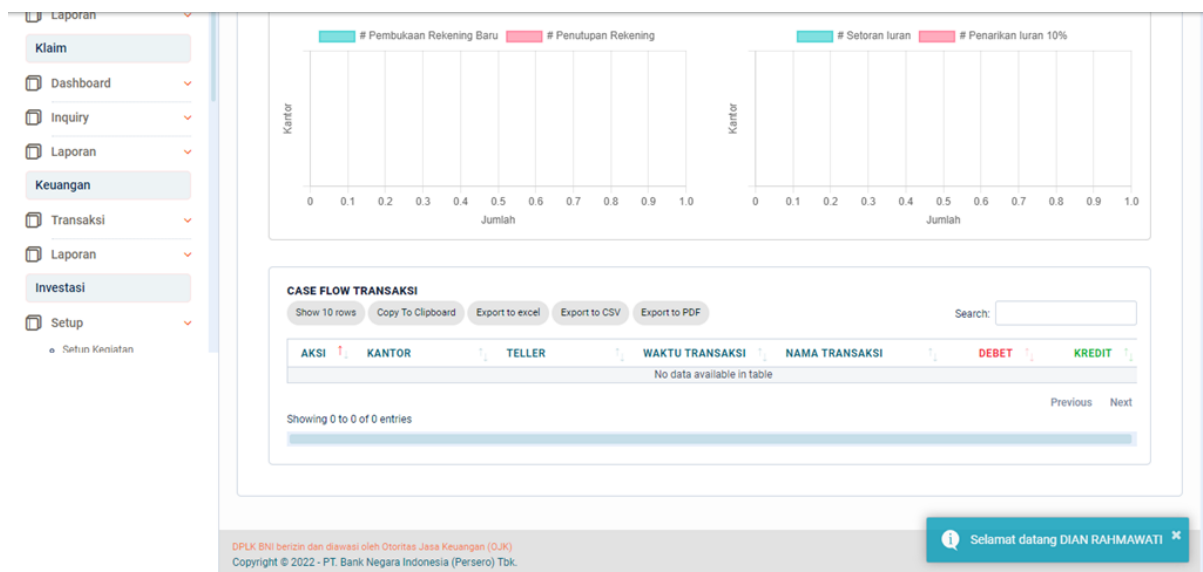 Laporan
Klaim
Dashboard
Inquiry
Laporan
Keuangan
Transaksi
Laporan
Investasi
Setup
Setup Kegiatan
# Pembukaan Rekening Baru # Penutupan Rekening
Kantor
0 0.1 0.2 0.3 0.4 0.5 0.6 0.7 0.8 0.9 1.0
Jumlah
# Setoran Iuran # Penarikan Iuran 10%
Kantor
0 0.1 0.2 0.3 0.4 0.5 0.6 0.7 0.8 0.9 1.0
Jumlah
CASE FLOW TRANSAKSI
Show 10 rows Copy To Clipboard Export to excel Export to CSV Export to PDF Search:
AKSI KANTOR TELLER WAKTU TRANSAKSI NAMA TRANSAKSI DEBET KREDIT
No data available in table
Previous Next
Showing 0 to 0 of 0 entries
DPLK BNI berizin dan diawasi oleh Otoritas Jasa Keuangan (OJK)
Copyright © 2022 - PT. Bank Negara Indonesia (Persero) Tbk.
Selamat datang DIAN RAHMAWATI ×